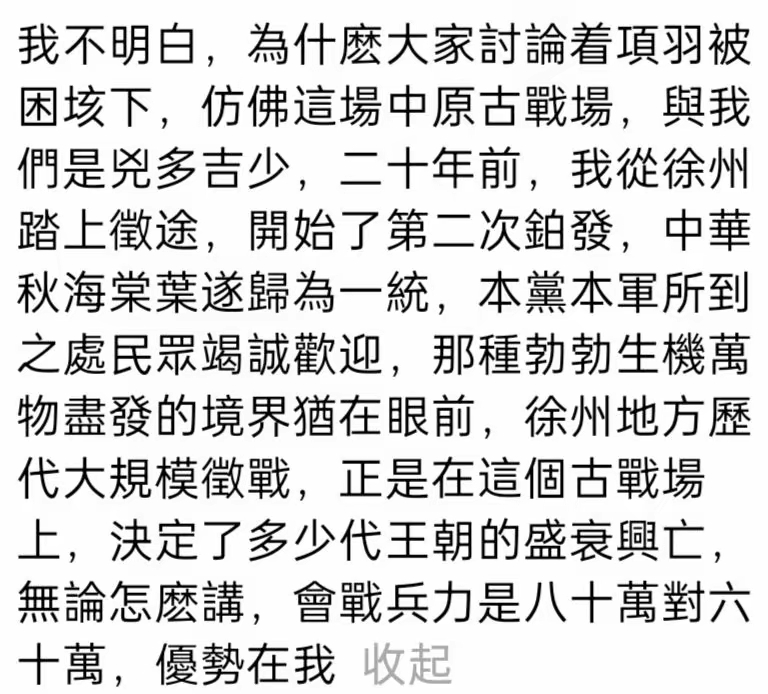 我不明白，為什麽大家討論着項羽被
困垓下，仿佛這場中原古戰場，與我
們是兇多吉少，二十年前，我從徐州
踏上徵途，開始了第二次鉑發，中華
秋海棠葉遂歸為一統，本黨本軍所到
之處民眾竭誠歡迎，那種勃勃生機萬
物盡發的境界猶在眼前，徐州地方歷
代大規模徵戰，正是在這個古戰場
上，決定了多少代王朝的盛衰興亡，
無論怎麽講，會戰兵力是八十萬對六
十萬，優勢在我 收起